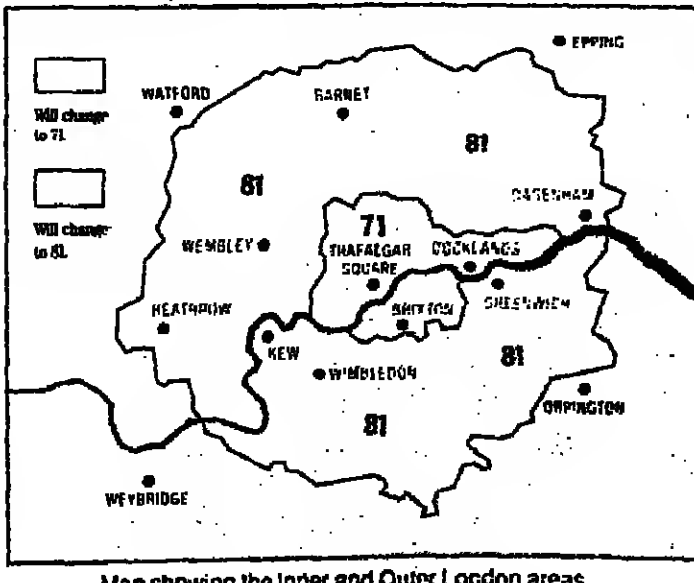 EPPING
WATFORD
BARNET
Will change
to 71.
81
81
DAGENHAM
Will change
to 81.
71
WEMBLEY
TRAFALGAR
SQUARE
DOCKLANDS
HEATHROW
BRIXTON
GREENWICH
KEW
81
WIMBLEDON
ORPINGTON
81
WEYBRIDGE
Map showing the Inner and Outer London areas